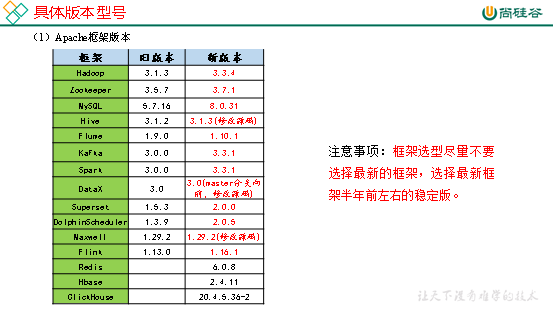 具体版本型号
尚硅谷
(1) Apache框架版本
框架 旧版本 新版本
Hadoop 3.1.3 3.3.4
Zookeeper 3.5.7 3.7.1
MySQL 5.7.16 8.0.31
Hive 3.1.2 3.1.3(修改源码)
Flume 1.9.0 1.10.1
Kafka 3.0.0 3.3.1
Spark 3.0.0 3.3.1
DataX 3.0 3.0(master分支向
前，修改源码)
Superset 1.5.3 2.0.0
DolphinScheduler 1.3.9 2.0.5
Maxwell 1.29.2 1.29.2(修改源码)
Flink 1.13.0 1.16.1
Redis 6.0.8
Hbase 2.4.11
ClickHouse 20.4.5.36-2
注意事项：框架选型尽量不要
选择最新的框架，选择最新框
架半年前左右的稳定版。
让天下没有难学的技术